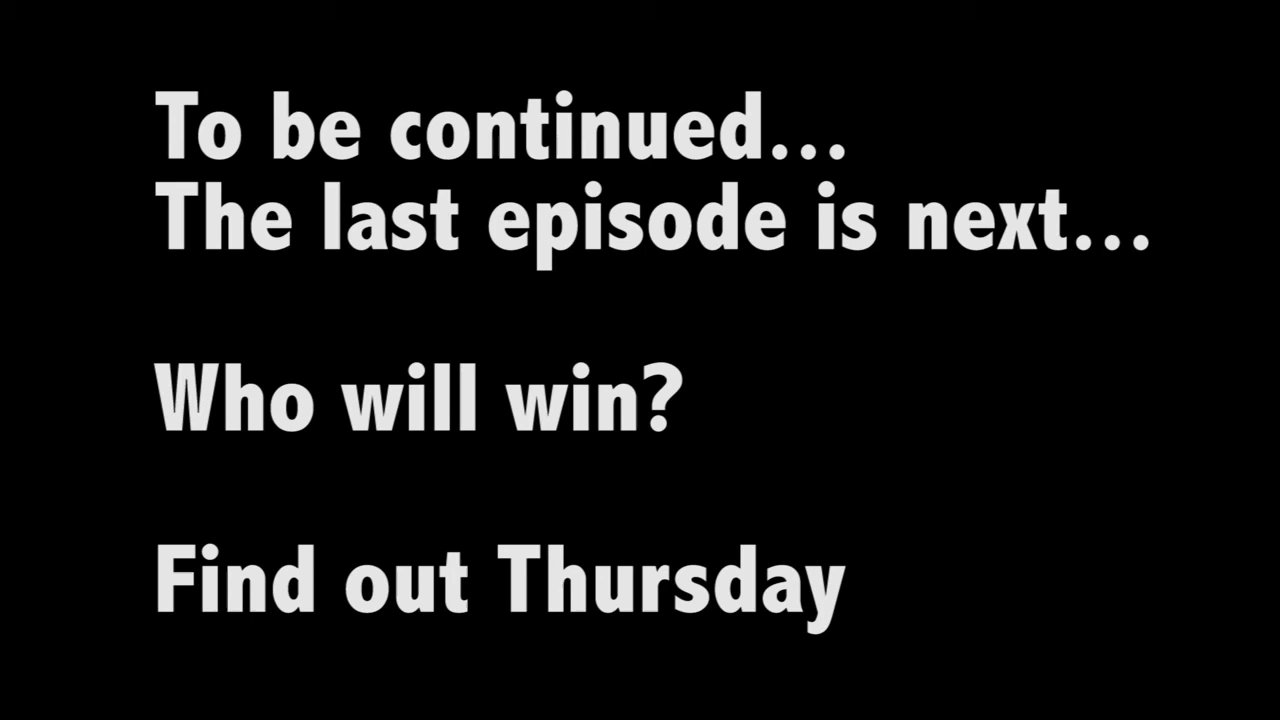 To be continued...
The last episode is next...
Who will win?
Find out Thursday